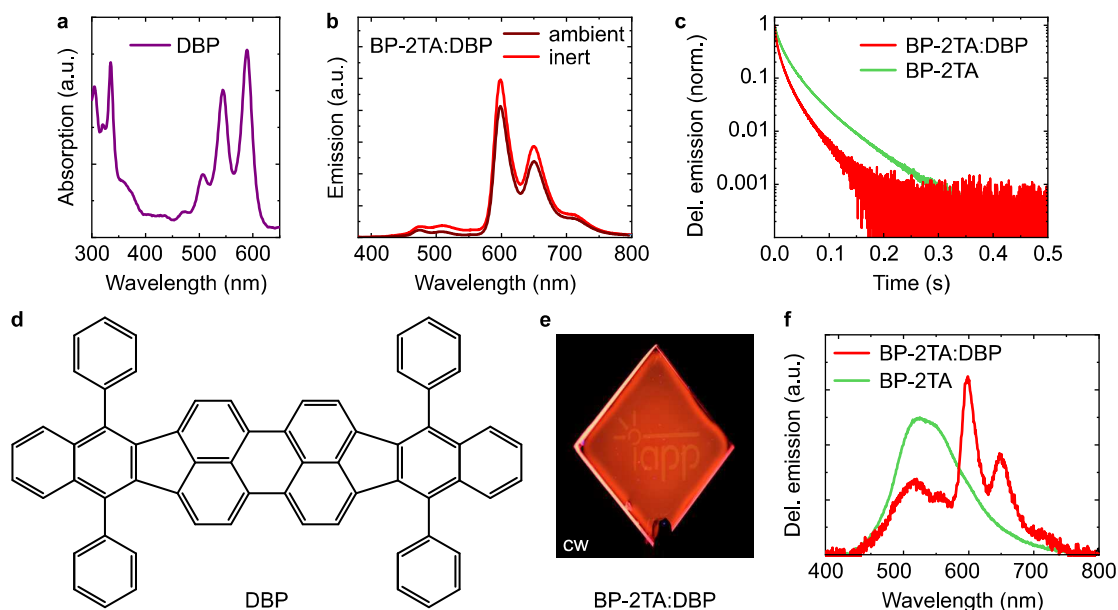 a
DBP
Absorption (a.u.)
300 400 500 600
Wavelength (nm)
b
BP-2TA:DBP
ambient
inert
Emission (a.u.)
400 500 600 700 800
Wavelength (nm)
c
BP-2TA:DBP
BP-2TA
Del. emission (norm.)
1
0.1
0.01
0.001
0.0 0.1 0.2 0.3 0.4 0.5
Time (s)
d
DBP
e
iapp
cw
BP-2TA:DBP
f
BP-2TA:DBP
BP-2TA
Del. emission (a.u.)
400 500 600 700 800
Wavelength (nm)